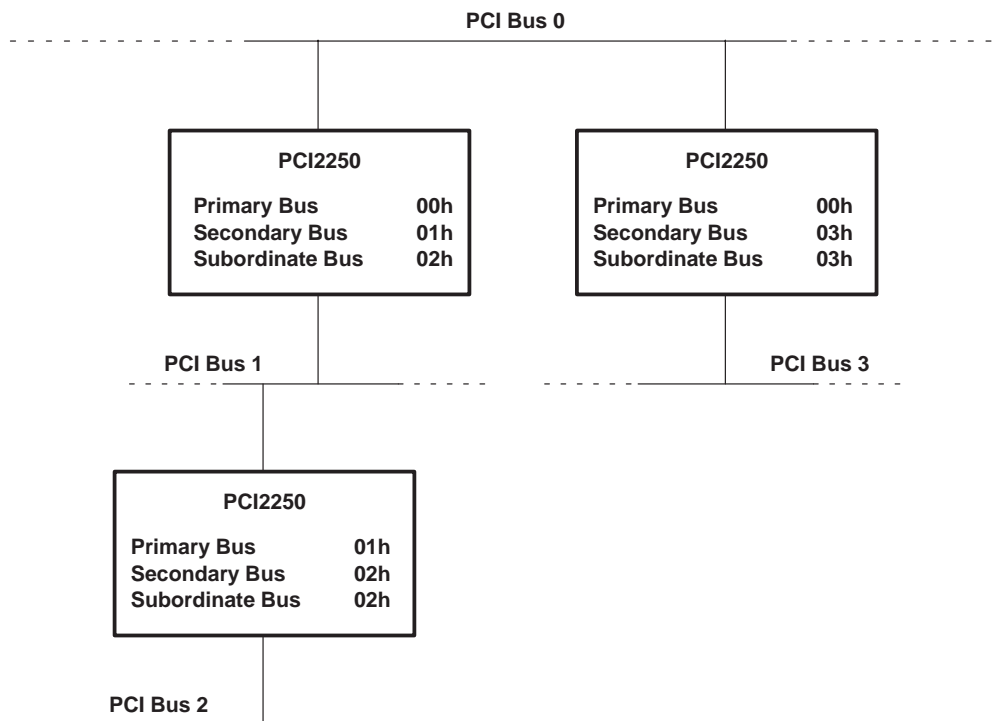 PCI Bus 0
PCI2250
Primary Bus 00h
Secondary Bus 01h
Subordinate Bus 02h
PCI2250
Primary Bus 00h
Secondary Bus 03h
Subordinate Bus 03h
PCI Bus 1
PCI Bus 3
PCI2250
Primary Bus 01h
Secondary Bus 02h
Subordinate Bus 02h
PCI Bus 2